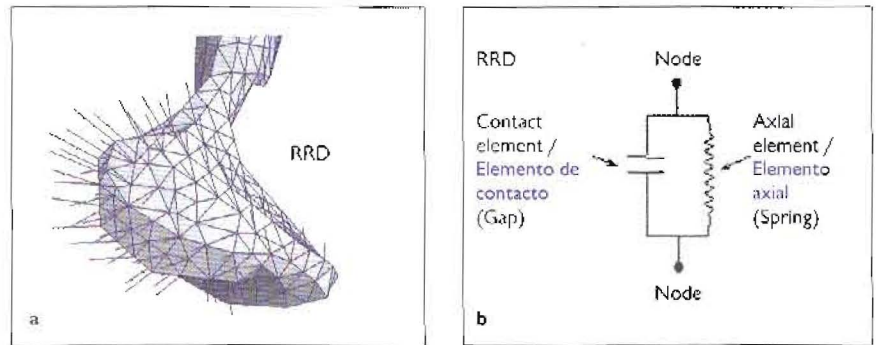 RRD
a
RRD
Node
Contact
element /
Elemento de
contacto
(Gap)
Axial
element /
Elemento
axial
(Spring)
Node
b